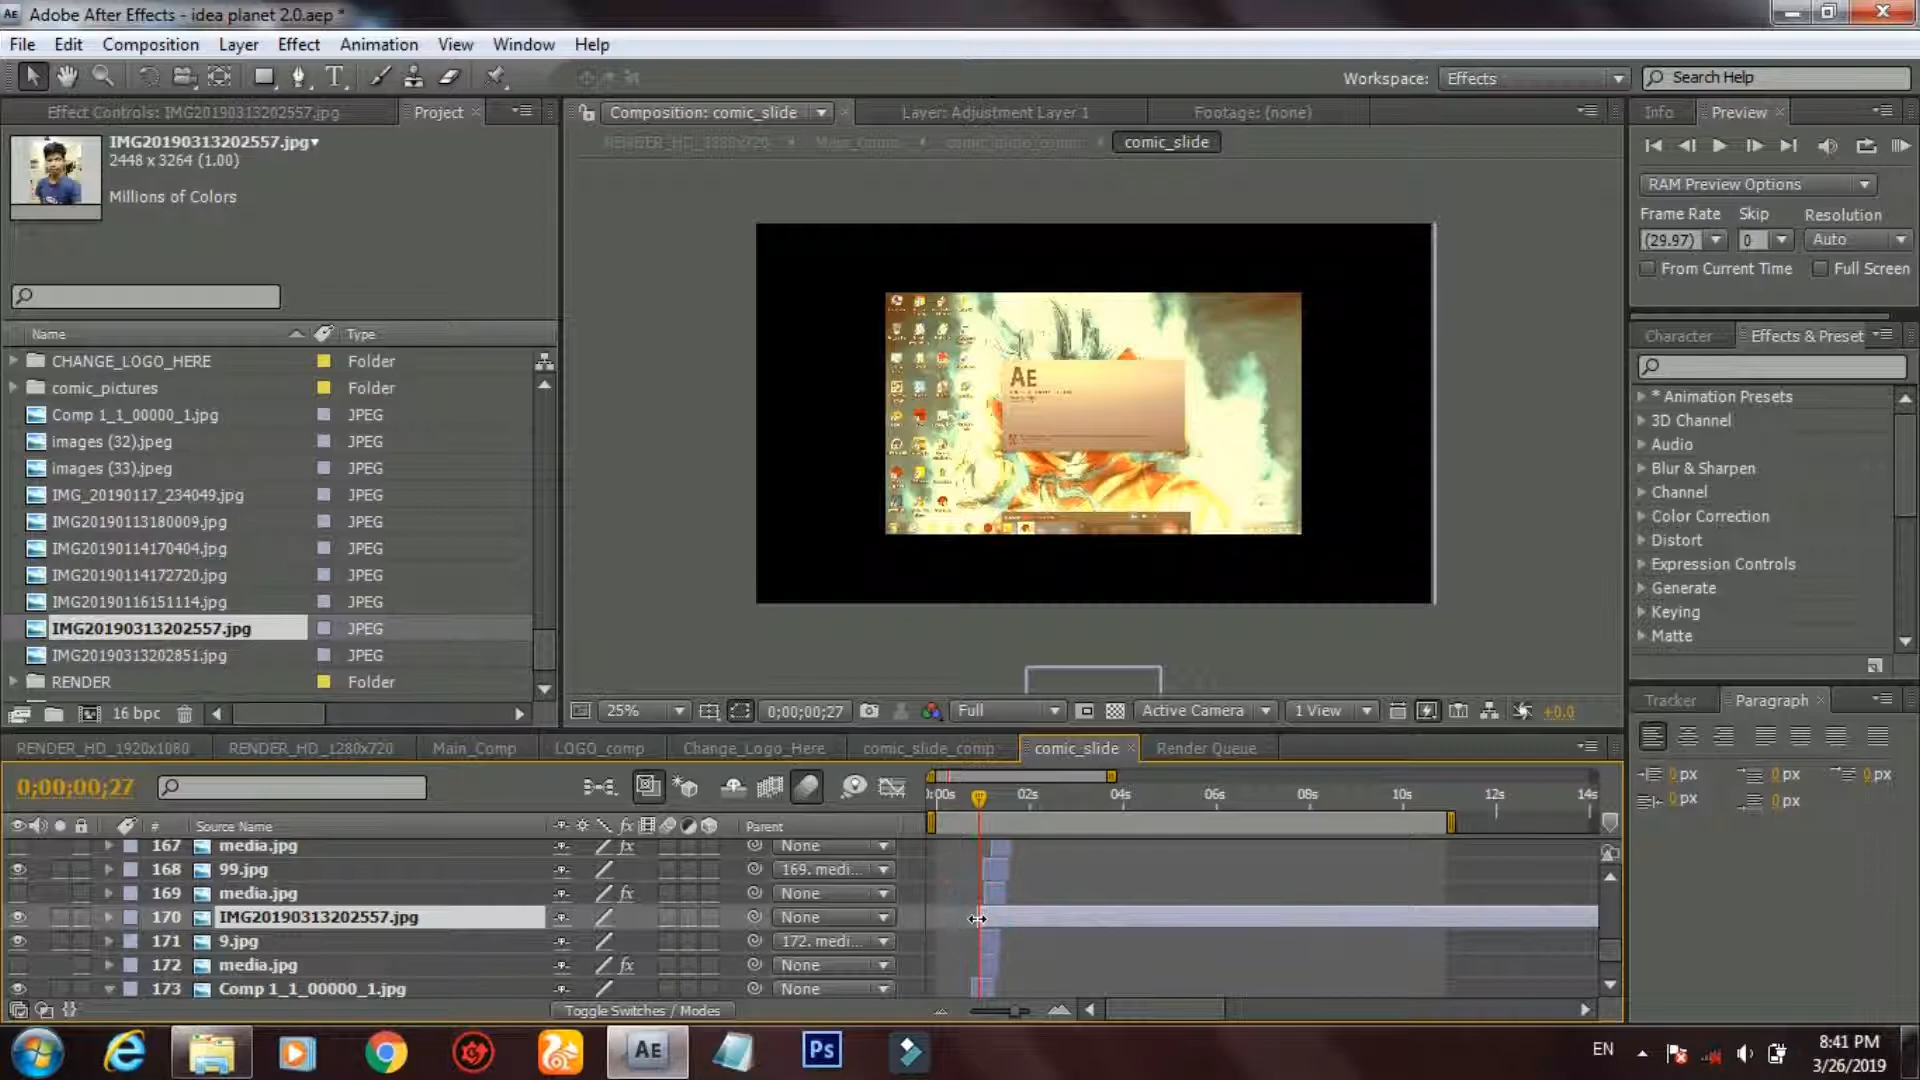 Adobe After Effects - idea planet 2.0.aep *
File Edit Composition Layer Effect Animation View Window Help
Workspace: Effects Search Help
Effect Controls: IMG20190313202557.jpg Project
Composition: comic_slide Layer: Adjustment Layer 1 Footage: (none)
Info Preview
IMG20190313202557.jpg
2448 x 3264 (1.00)
Millions of Colors
RENDER_HD_1280x720 Main_Comp comic_slide_comp comic_slide
RAM Preview Options
Frame Rate Skip Resolution
(29.97) 0 Auto
From Current Time Full Screen
Name Type
CHANGE_LOGO_HERE Folder
comic_pictures Folder
Comp 1_1_00000_1.jpg JPEG
images (32).jpeg JPEG
images (33).jpeg JPEG
IMG_20190117_234049.jpg JPEG
IMG20190113180009.jpg JPEG
IMG20190114170404.jpg JPEG
IMG20190114172720.jpg JPEG
IMG20190116151114.jpg JPEG
IMG20190313202557.jpg JPEG
IMG20190313202851.jpg JPEG
RENDER Folder
16 bpc
AE
Character Effects & Preset
* Animation Presets
3D Channel
Audio
Blur & Sharpen
Channel
Color Correction
Distort
Expression Controls
Generate
Keying
Matte
25% 0;00;00;27 Full Active Camera 1 View +0.0
Tracker Paragraph
0 px 0 px 0 px
0 px 0 px
RENDER_HD_1920x1080 RENDER_HD_1280x720 Main_Comp LOGO_comp Change_Logo_Here comic_slide_comp comic_slide Render Queue
0;00;00;27
0:00s 02s 04s 06s 08s 10s 12s 14s
# Source Name fx Parent
167 media.jpg fx None
168 99.jpg 169. medi...
169 media.jpg fx None
170 IMG20190313202557.jpg None
171 9.jpg 172. medi...
172 media.jpg fx None
173 Comp 1_1_00000_1.jpg None
Toggle Switches / Modes
AE Ps
EN 8:41 PM
3/26/2019